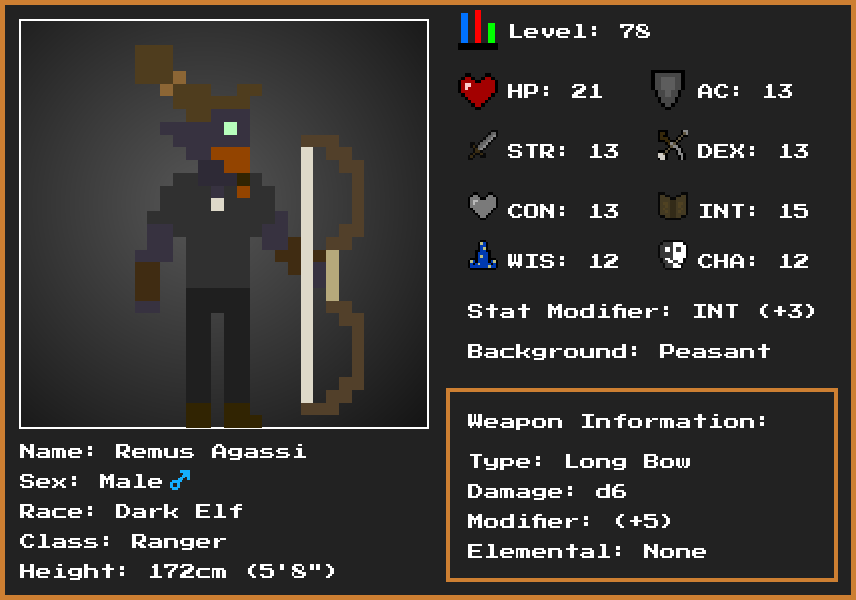 Level: 78
HP: 21 AC: 13
STR: 13 DEX: 13
CON: 13 INT: 15
WIS: 12 CHA: 12
Stat Modifier: INT (+3)
Background: Peasant
Weapon Information:
Type: Long Bow
Damage: d6
Modifier: (+5)
Elemental: None
Name: Remus Agassi
Sex: Male ♂
Race: Dark Elf
Class: Ranger
Height: 172cm (5'8")